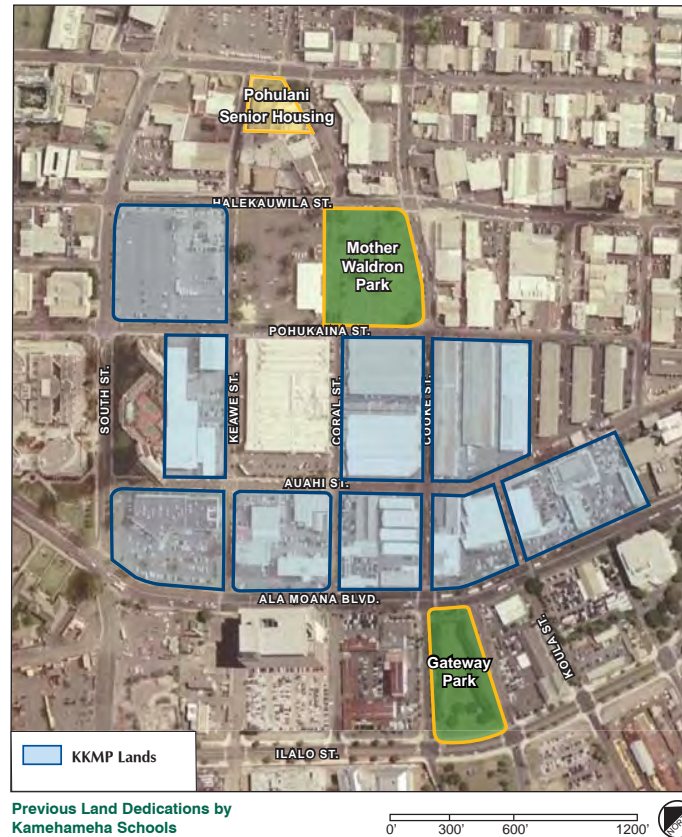 Pohulani
Senior Housing
HALEKAUWILA ST.
Mother
Waldron
Park
POHUKAINA ST.
SOUTH ST.
KEAWE ST.
CORAL ST.
COOKE ST.
AUAHI ST.
ALA MOANA BLVD.
KOULA ST.
Gateway
Park
ILALO ST.
KKMP Lands
Previous Land Dedications by
Kamehameha Schools
0' 300' 600' 1200'